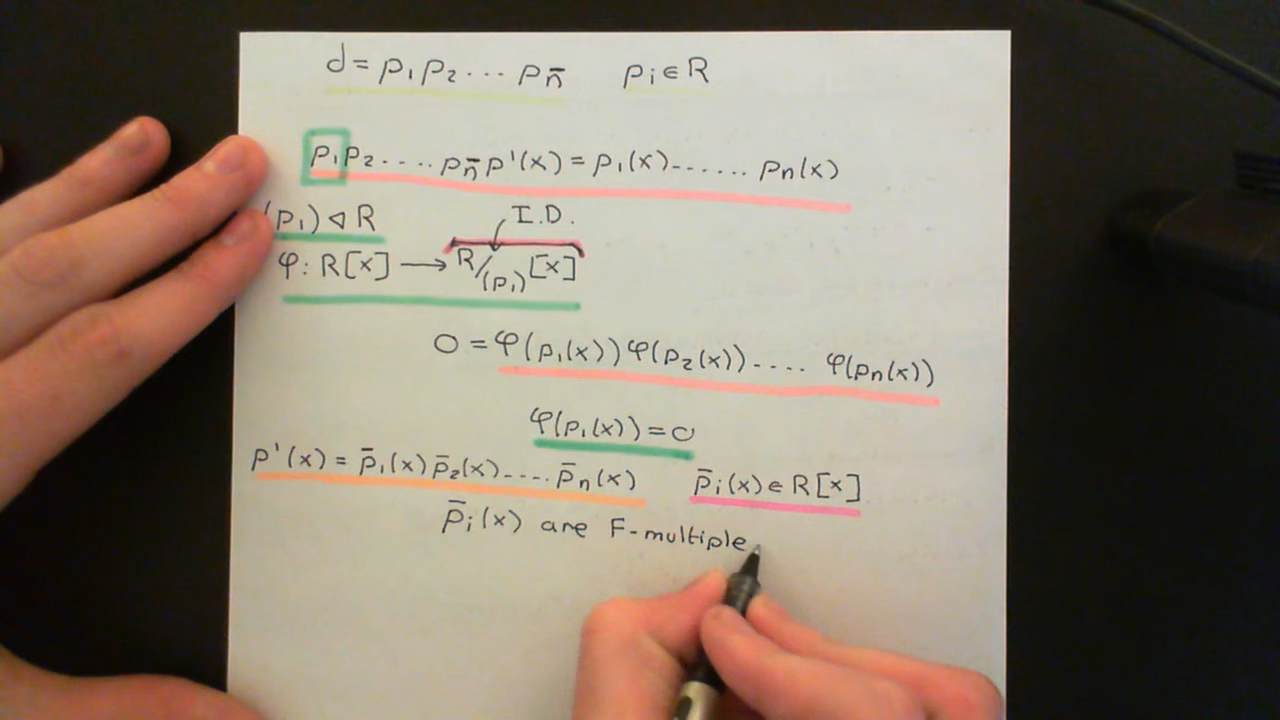 d = p₁p₂ ... pn̄ pᵢ ∈ R
p₁p₂ .... pn̄ p'(x) = p₁(x) ...... pₙ(x)
(p₁) ◁ R
I.D.
φ: R[x] → R/(p₁) [x]
0 = φ(p₁(x)) φ(p₂(x)) .... φ(pₙ(x))
φ(p₁(x)) = 0
p'(x) = p̄₁(x) p̄₂(x) .... p̄ₙ(x) p̄ᵢ(x) ∈ R[x]
p̄ᵢ(x) are F-multiple